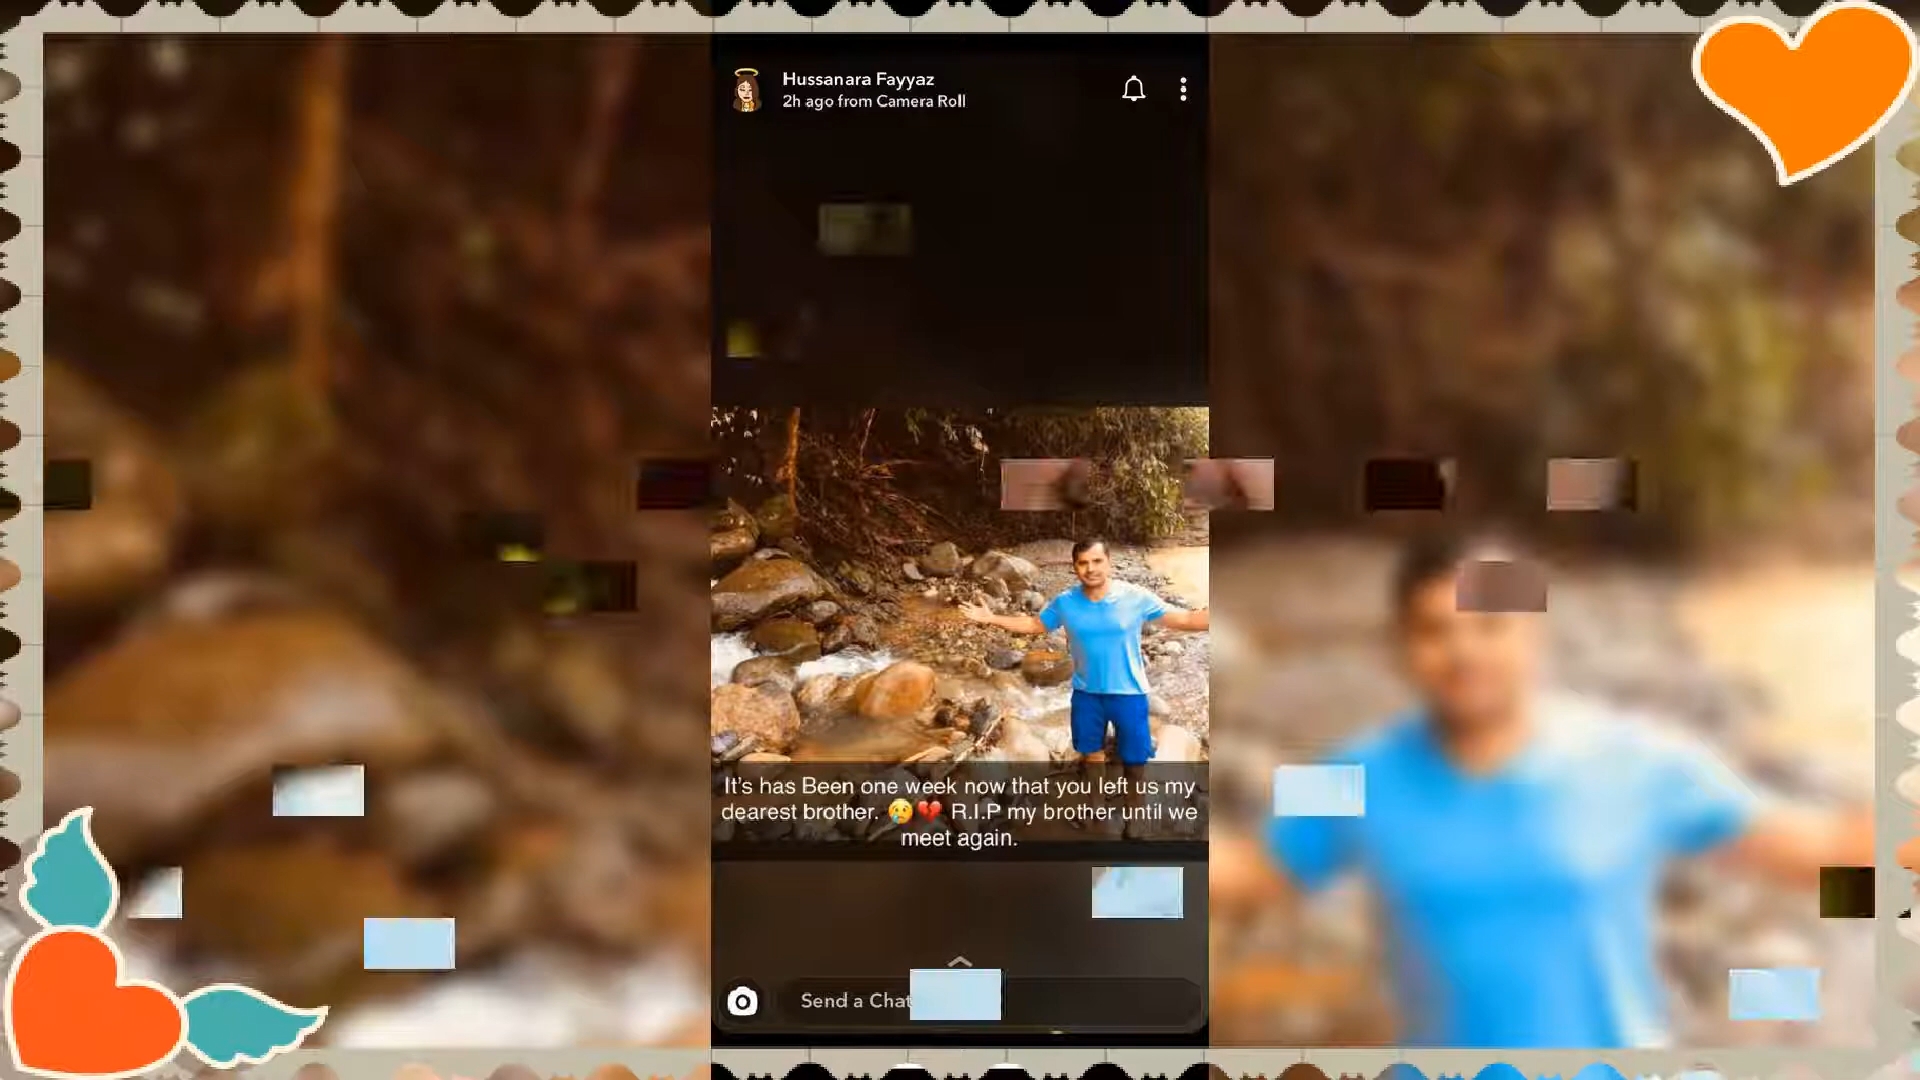 Hussanara Fayyaz
2h ago from Camera Roll
It's has Been one week now that you left us my
dearest brother. 😢💔 R.I.P my brother until we
meet again.
Send a Chat